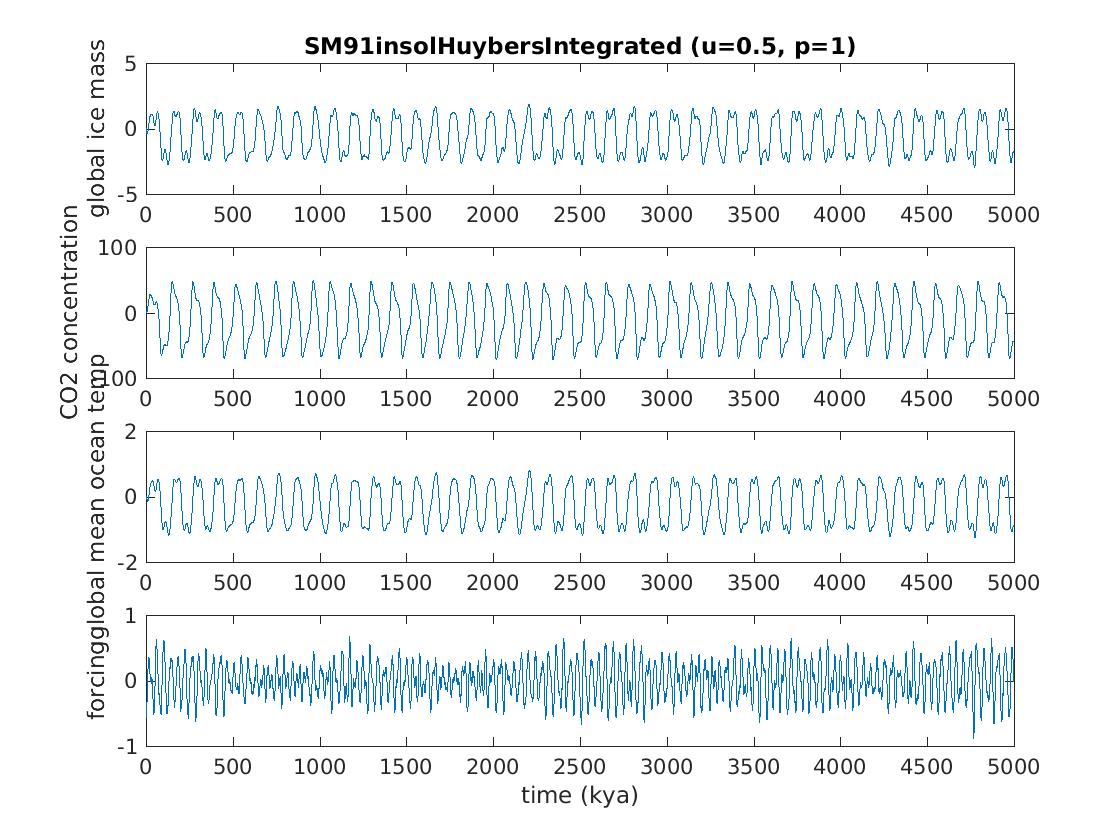 SM91insolHuybersIntegrated (u=0.5, p=1)
global ice mass
5
0
-5
0 500 1000 1500 2000 2500 3000 3500 4000 4500 5000
CO2 concentration
100
0
100
0 500 1000 1500 2000 2500 3000 3500 4000 4500 5000
global mean ocean temp
2
0
-2
0 500 1000 1500 2000 2500 3000 3500 4000 4500 5000
forcing
1
0
-1
0 500 1000 1500 2000 2500 3000 3500 4000 4500 5000
time (kya)